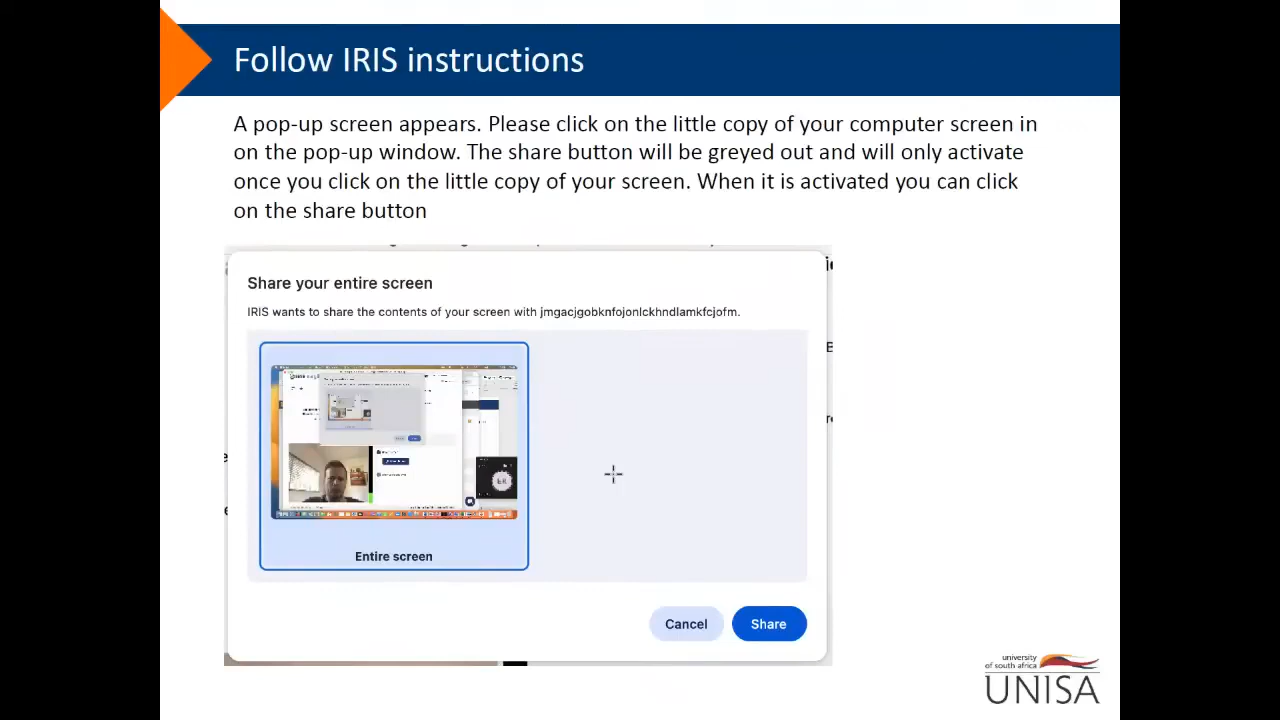 Follow IRIS instructions
A pop-up screen appears. Please click on the little copy of your computer screen in
on the pop-up window. The share button will be greyed out and will only activate
once you click on the little copy of your screen. When it is activated you can click
on the share button
Share your entire screen
IRIS wants to share the contents of your screen with jmgacjgobknfojonlckhndlamkfcjofm.
Entire screen
Cancel
Share
university
of south africa
UNISA